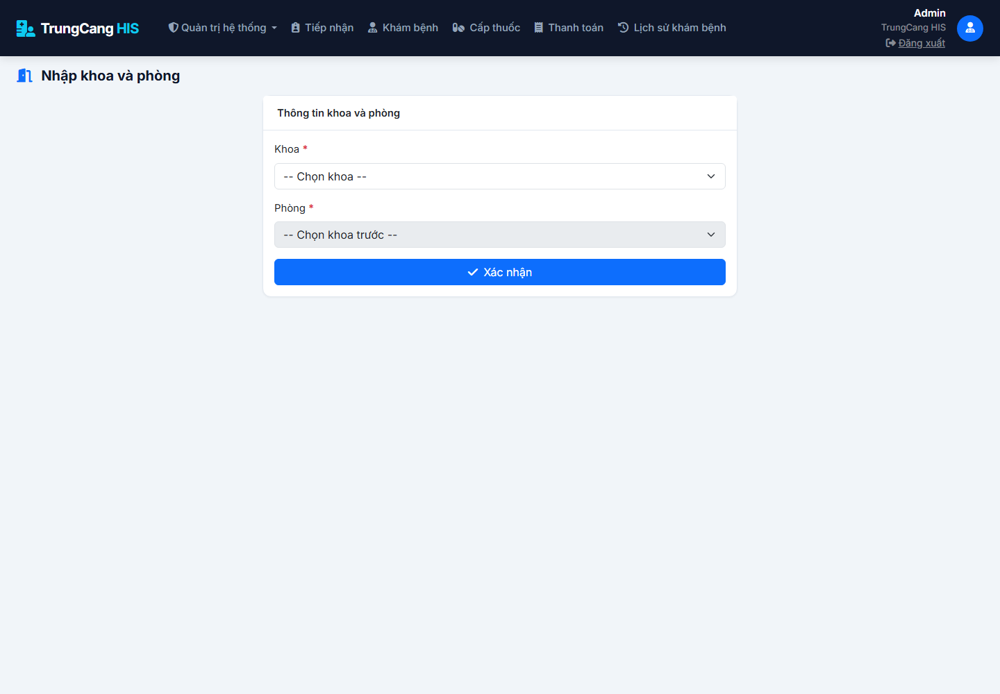 TrungCang HIS
Quản trị hệ thống
Tiếp nhận
Khám bệnh
Cấp thuốc
Thanh toán
Lịch sử khám bệnh
Admin
TrungCang HIS
Đăng xuất
Nhập khoa và phòng
Thông tin khoa và phòng
Khoa *
-- Chọn khoa --
Phòng *
-- Chọn khoa trước --
Xác nhận